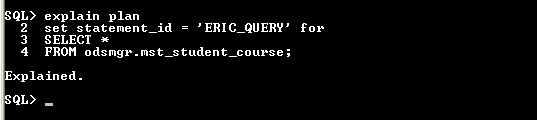 SQL> explain plan
  2  set statement_id = 'ERIC_QUERY' for
  3  SELECT *
  4  FROM odsmgr.mst_student_course;
Explained.
SQL> _